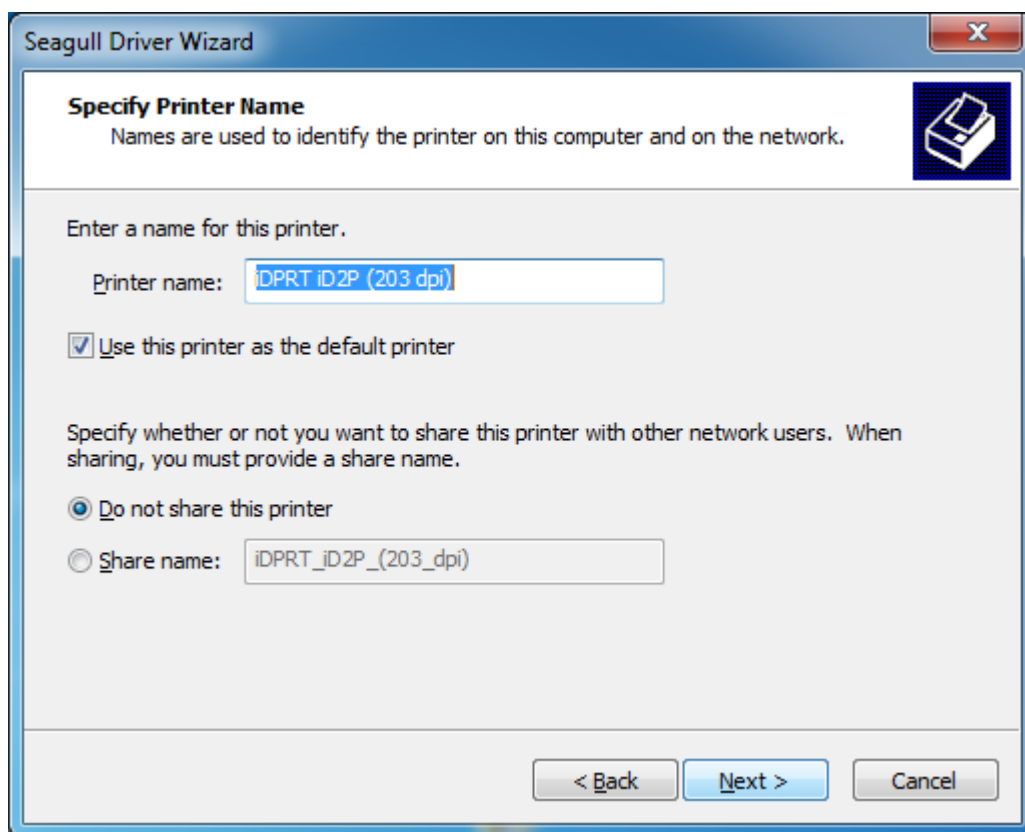 Seagull Driver Wizard
Specify Printer Name
Names are used to identify the printer on this computer and on the network.
Enter a name for this printer.
Printer name: iDPRT iD2P (203 dpi)
Use this printer as the default printer
Specify whether or not you want to share this printer with other network users. When
sharing, you must provide a share name.
Do not share this printer
Share name: iDPRT_iD2P_(203_dpi)
< Back Next > Cancel